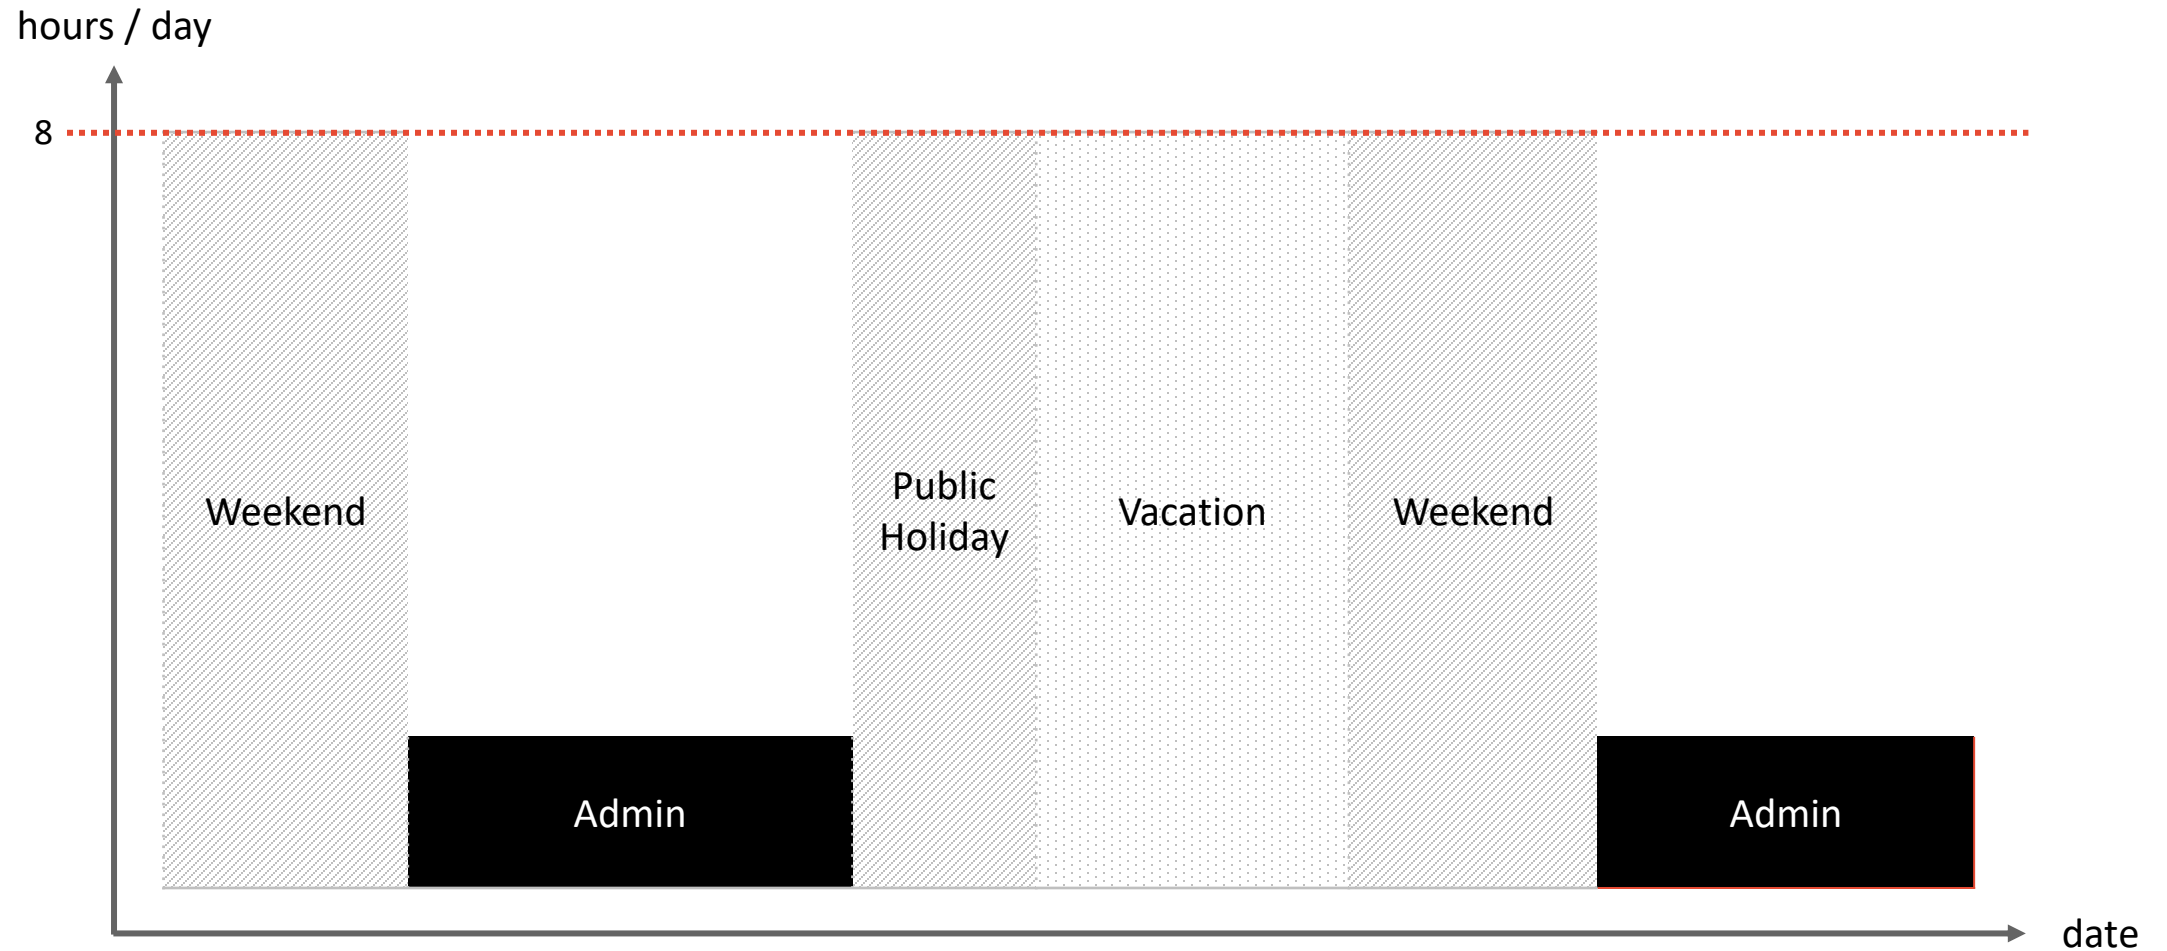 hours / day
8
Weekend
Public
Holiday
Vacation
Weekend
Admin
Admin
date